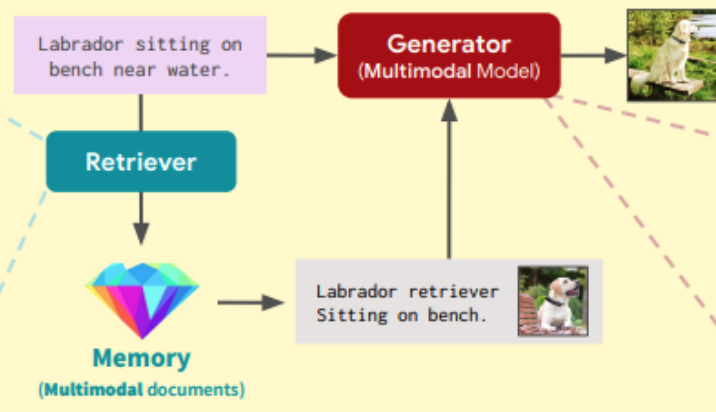 Labrador sitting on
bench near water.
Generator
(Multimodal Model)
Retriever
Labrador retriever
Sitting on bench.
Memory
(Multimodal documents)